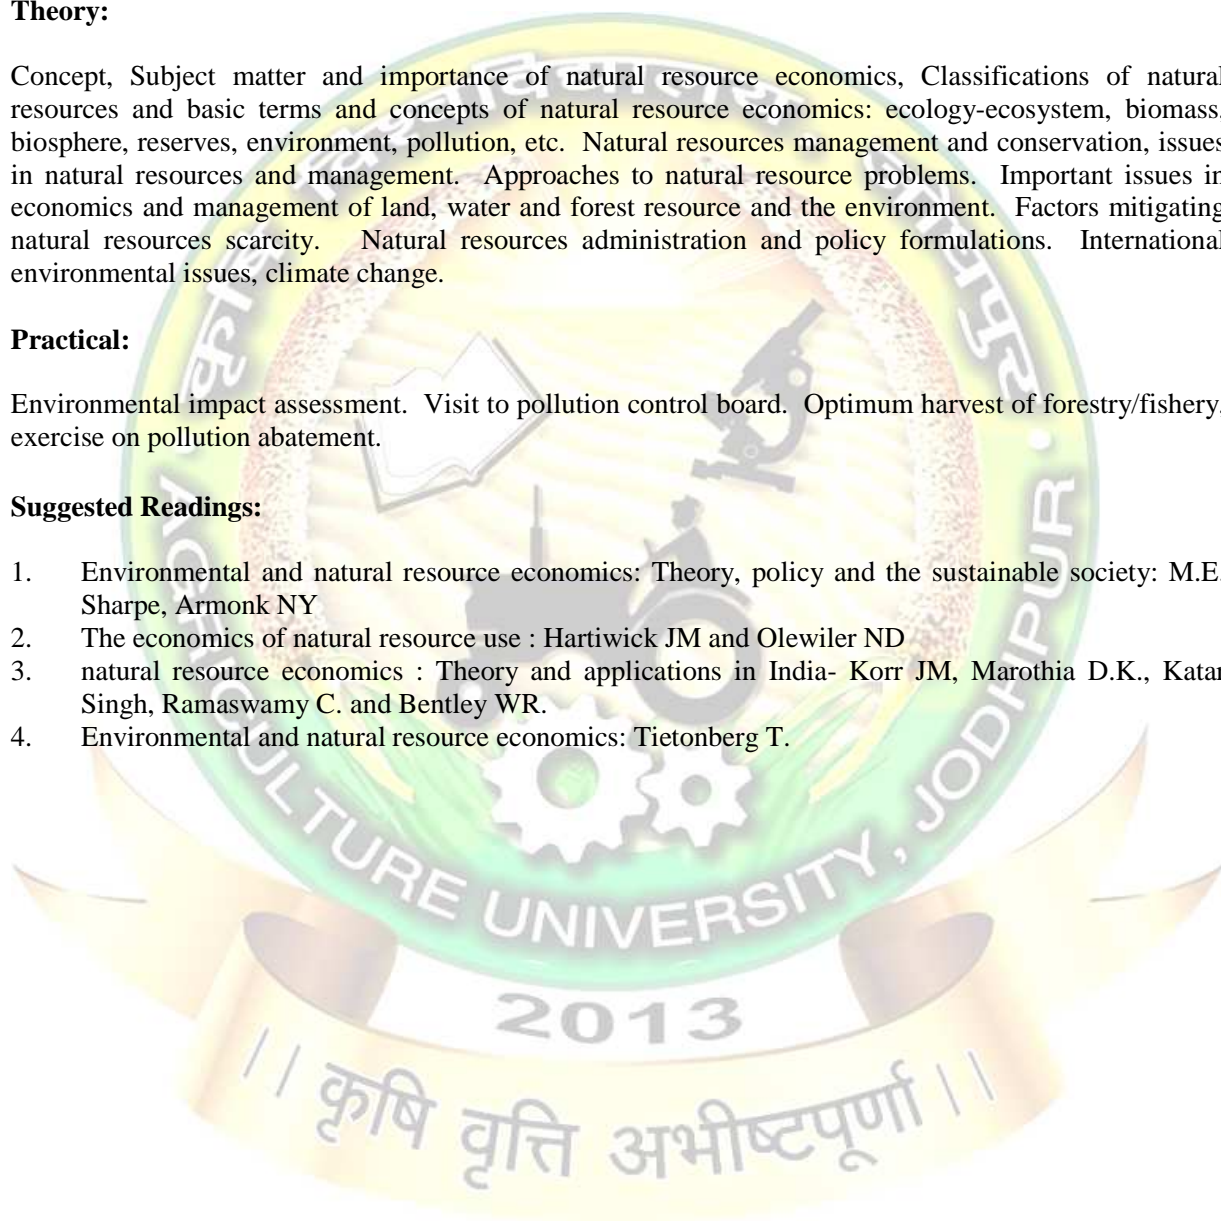 Theory:
Concept, Subject matter and importance of natural resource economics, Classifications of natural
resources and basic terms and concepts of natural resource economics: ecology-ecosystem, biomass,
biosphere, reserves, environment, pollution, etc. Natural resources management and conservation, issues
in natural resources and management. Approaches to natural resource problems. Important issues in
economics and management of land, water and forest resource and the environment. Factors mitigating
natural resources scarcity. Natural resources administration and policy formulations. International
environmental issues, climate change.
Practical:
Environmental impact assessment. Visit to pollution control board. Optimum harvest of forestry/fishery,
exercise on pollution abatement.
Suggested Readings:
1. Environmental and natural resource economics: Theory, policy and the sustainable society: M.E.
Sharpe, Armonk NY
2. The economics of natural resource use : Hartiwick JM and Olewiler ND
3. natural resource economics : Theory and applications in India- Korr JM, Marothia D.K., Katar
Singh, Ramaswamy C. and Bentley WR.
4. Environmental and natural resource economics: Tietonberg T.
कृषि विश्वविद्यालय, जोधपुर
AGRICULTURE UNIVERSITY, JODHPUR
2013
|| कृषि वृत्ति अभीष्टपूर्णा ||